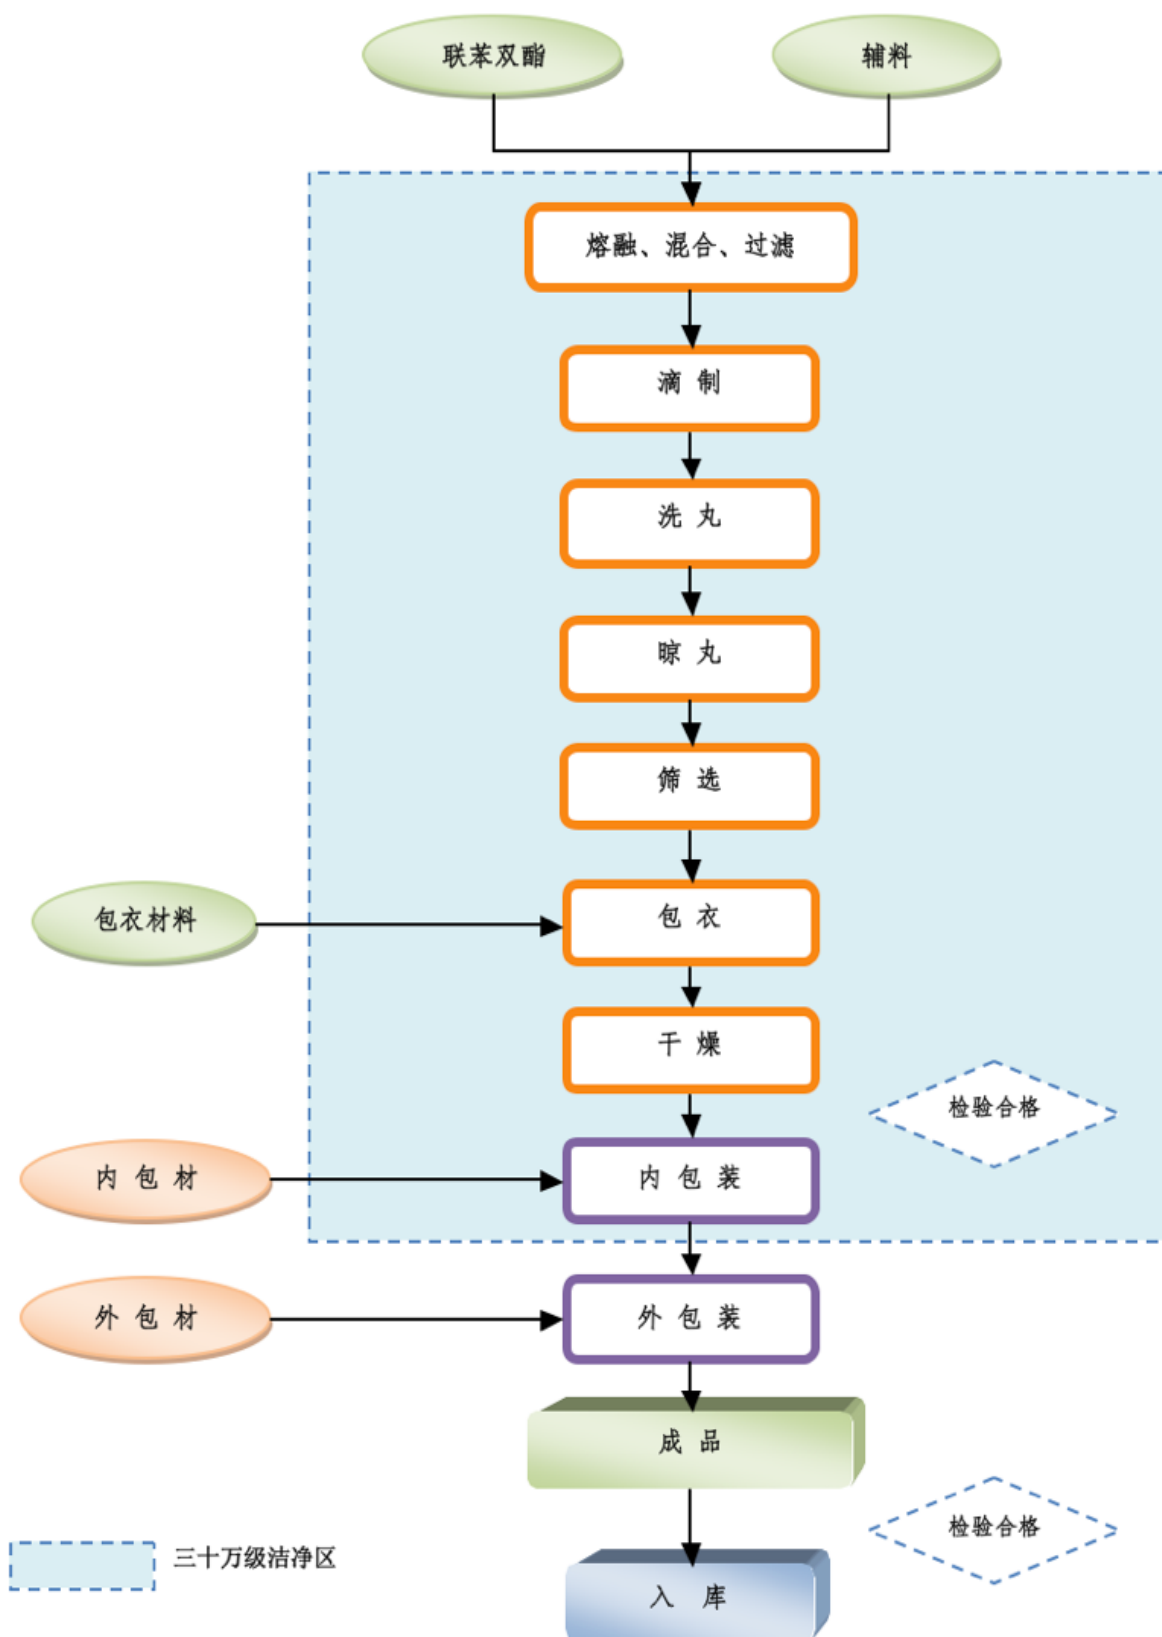 联苯双酯
辅料
熔融、混合、过滤
滴 制
洗 丸
晾 丸
筛 选
包衣材料
包 衣
干 燥
检验合格
内 包 材
内 包 装
外 包 材
外 包 装
成 品
检验合格
三十万级洁净区
入 库